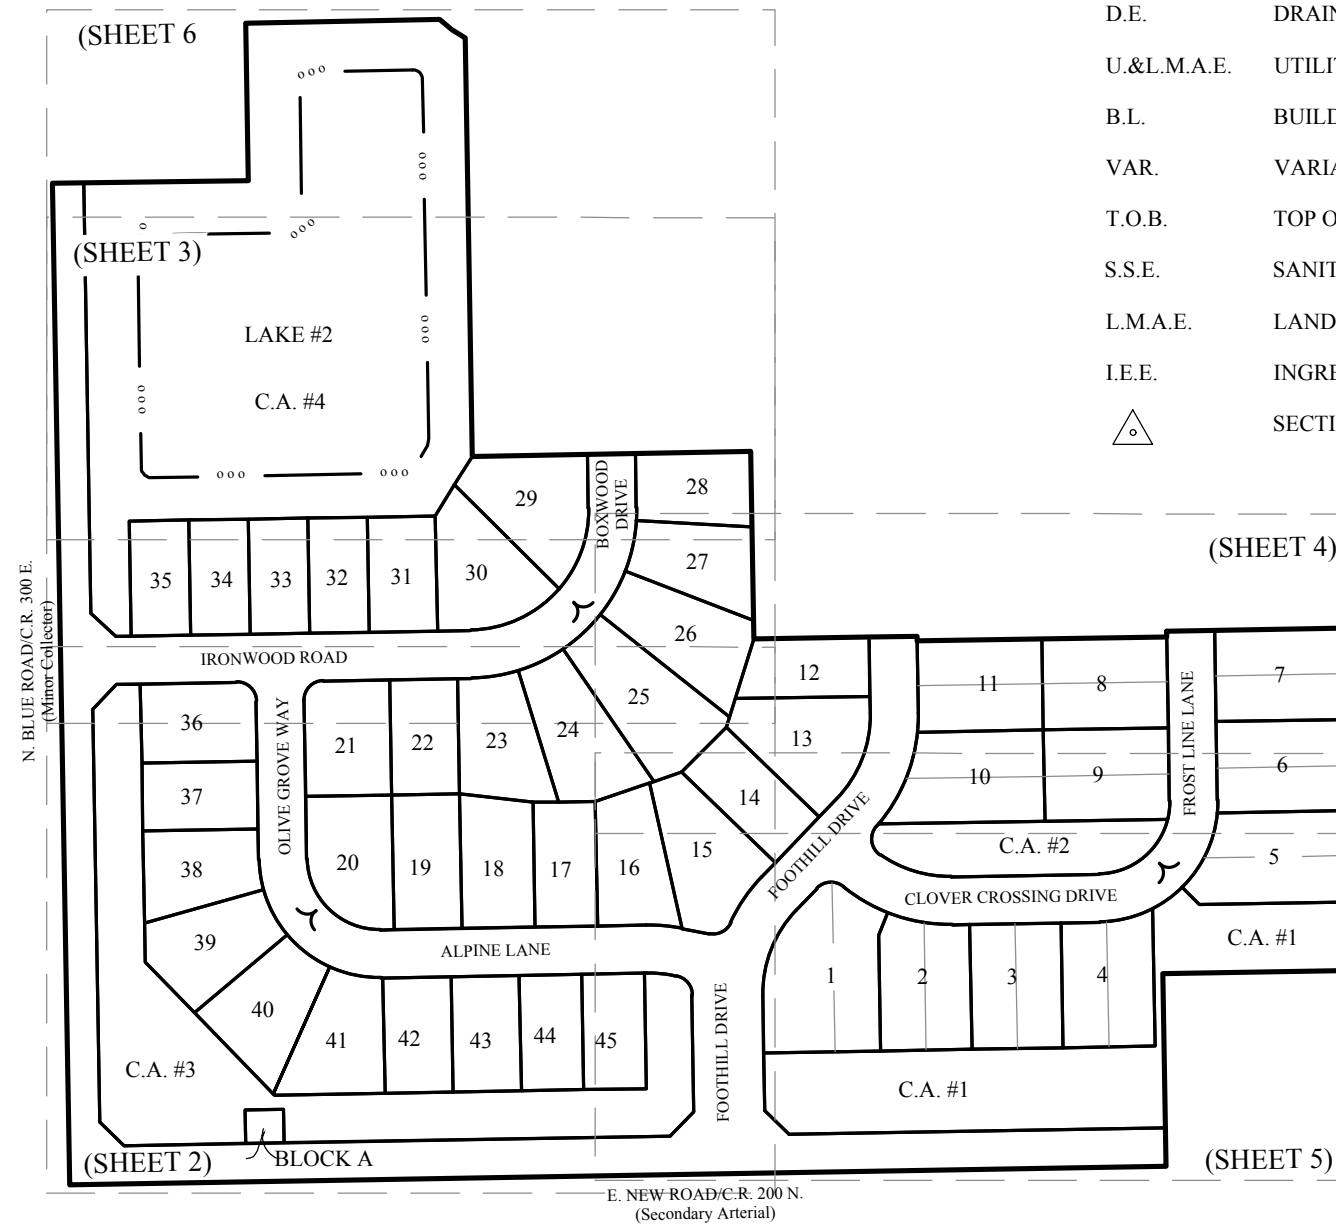 (SHEET 6
D.E. DRAIN
U.&L.M.A.E. UTILIT
B.L. BUILD
VAR. VARIA
T.O.B. TOP O
S.S.E. SANIT
L.M.A.E. LAND
I.E.E. INGRE
SECTI
(SHEET 3)
LAKE #2
C.A. #4
29
BOXWOOD
DRIVE
28
27
(SHEET 4)
35
34
33
32
31
30
N. BLUE ROAD/C.R. 300 E.
(Minor Collector)
26
IRONWOOD ROAD
25
12
11
8
7
36
OLIVE GROVE WAY
21
22
23
24
13
FROST LINE LANE
37
14
10
9
6
38
20
19
18
17
16
15
FOOTHILL DRIVE
C.A. #2
5
CLOVER CROSSING DRIVE
39
ALPINE LANE
C.A. #1
1
2
3
4
40
41
42
43
44
45
FOOTHILL DRIVE
C.A. #3
C.A. #1
BLOCK A
(SHEET 2)
(SHEET 5)
E. NEW ROAD/C.R. 200 N.
(Secondary Arterial)